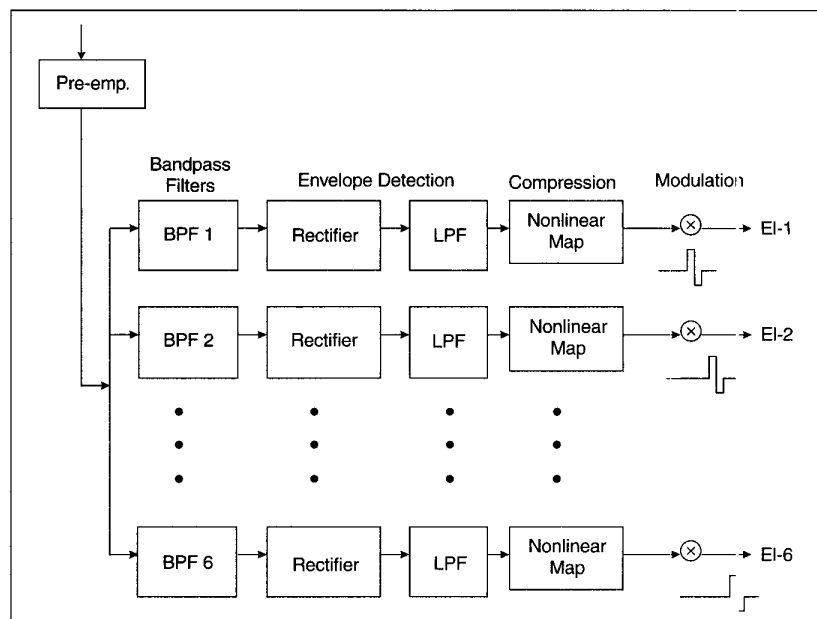 Pre-emp.
Bandpass
Filters
Envelope Detection
Compression
Modulation
BPF 1
Rectifier
LPF
Nonlinear
Map
El-1
BPF 2
Rectifier
LPF
Nonlinear
Map
El-2
BPF 6
Rectifier
LPF
Nonlinear
Map
El-6